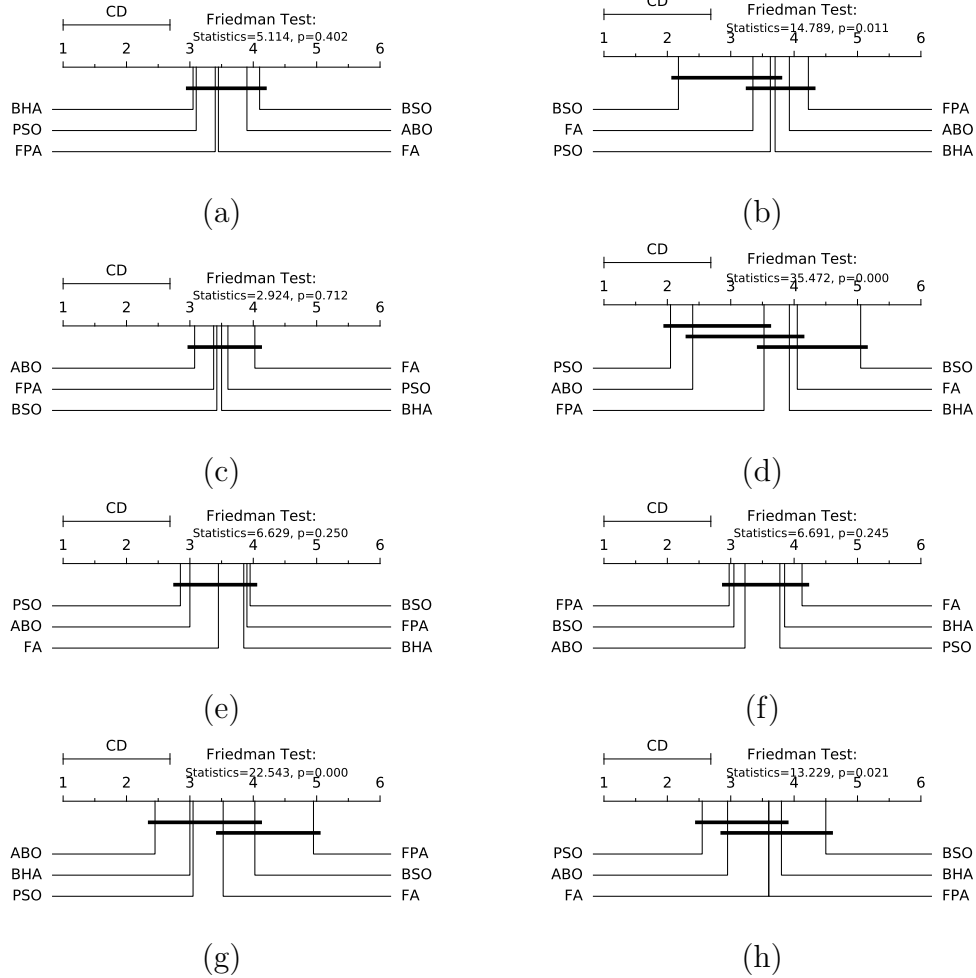 CD
Friedman Test:
Statistics=5.114, p=0.402
1 2 3 4 5 6
BHA BSO
PSO ABO
FPA FA
(a)
CD
Friedman Test:
Statistics=14.789, p=0.011
1 2 3 4 5 6
BSO FPA
FA ABO
PSO BHA
(b)
CD
Friedman Test:
Statistics=2.924, p=0.712
1 2 3 4 5 6
ABO FA
FPA PSO
BSO BHA
(c)
CD
Friedman Test:
Statistics=35.472, p=0.000
1 2 3 4 5 6
PSO BSO
ABO FA
FPA BHA
(d)
CD
Friedman Test:
Statistics=6.629, p=0.250
1 2 3 4 5 6
PSO BSO
ABO FPA
FA BHA
(e)
CD
Friedman Test:
Statistics=6.691, p=0.245
1 2 3 4 5 6
FPA FA
BSO BHA
ABO PSO
(f)
CD
Friedman Test:
Statistics=22.543, p=0.000
1 2 3 4 5 6
ABO FPA
BHA BSO
PSO FA
(g)
CD
Friedman Test:
Statistics=13.229, p=0.021
1 2 3 4 5 6
PSO BSO
ABO BHA
FA FPA
(h)